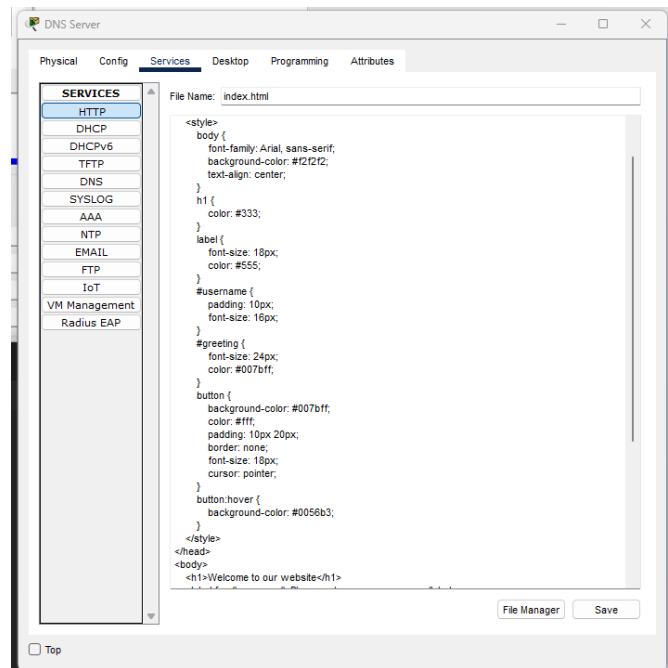 DNS Server
Physical Config Services Desktop Programming Attributes
SERVICES
HTTP
DHCP
DHCPv6
TFTP
DNS
SYSLOG
AAA
NTP
EMAIL
FTP
IoT
VM Management
Radius EAP
File Name: index.html
<style>
body {
font-family: Arial, sans-serif;
background-color: #f2f2f2;
text-align: center;
}
h1 {
color: #333;
}
label {
font-size: 18px;
color: #555;
}
#username {
padding: 10px;
font-size: 16px;
}
#greeting {
font-size: 24px;
color: #007bff;
}
button {
background-color: #007bff;
color: #fff;
padding: 10px 20px;
border: none;
font-size: 18px;
cursor: pointer;
}
button:hover {
background-color: #0056b3;
}
</style>
</head>
<body>
<h1>Welcome to our website</h1>
File Manager Save
Top